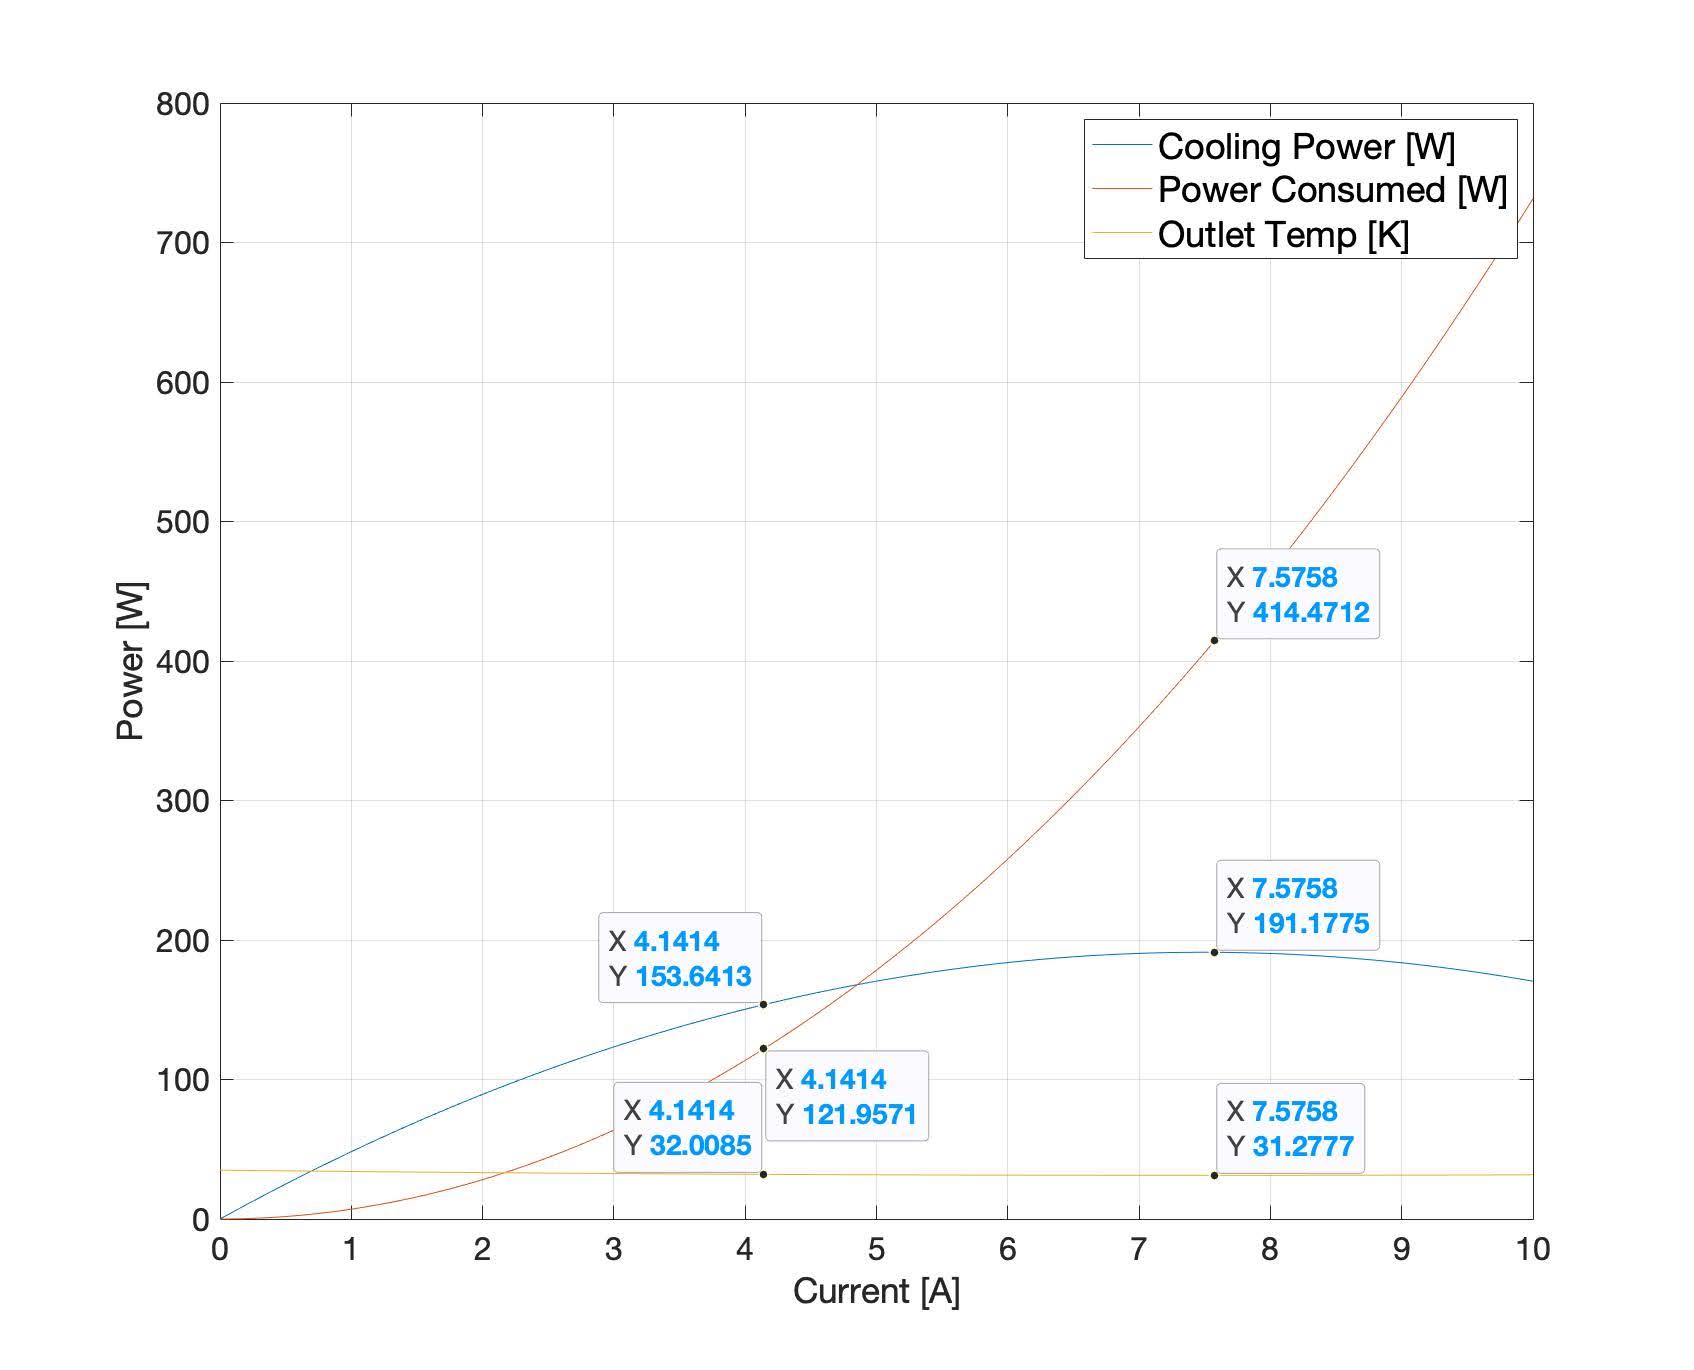 800
700
600
500
400
300
200
100
0
Power [W]
Cooling Power [W]
Power Consumed [W]
Outlet Temp [K]
X 7.5758
Y 414.4712
X 7.5758
Y 191.1775
X 4.1414
Y 153.6413
X 4.1414
Y 121.9571
X 4.1414
Y 32.0085
X 7.5758
Y 31.2777
0 1 2 3 4 5 6 7 8 9 10
Current [A]